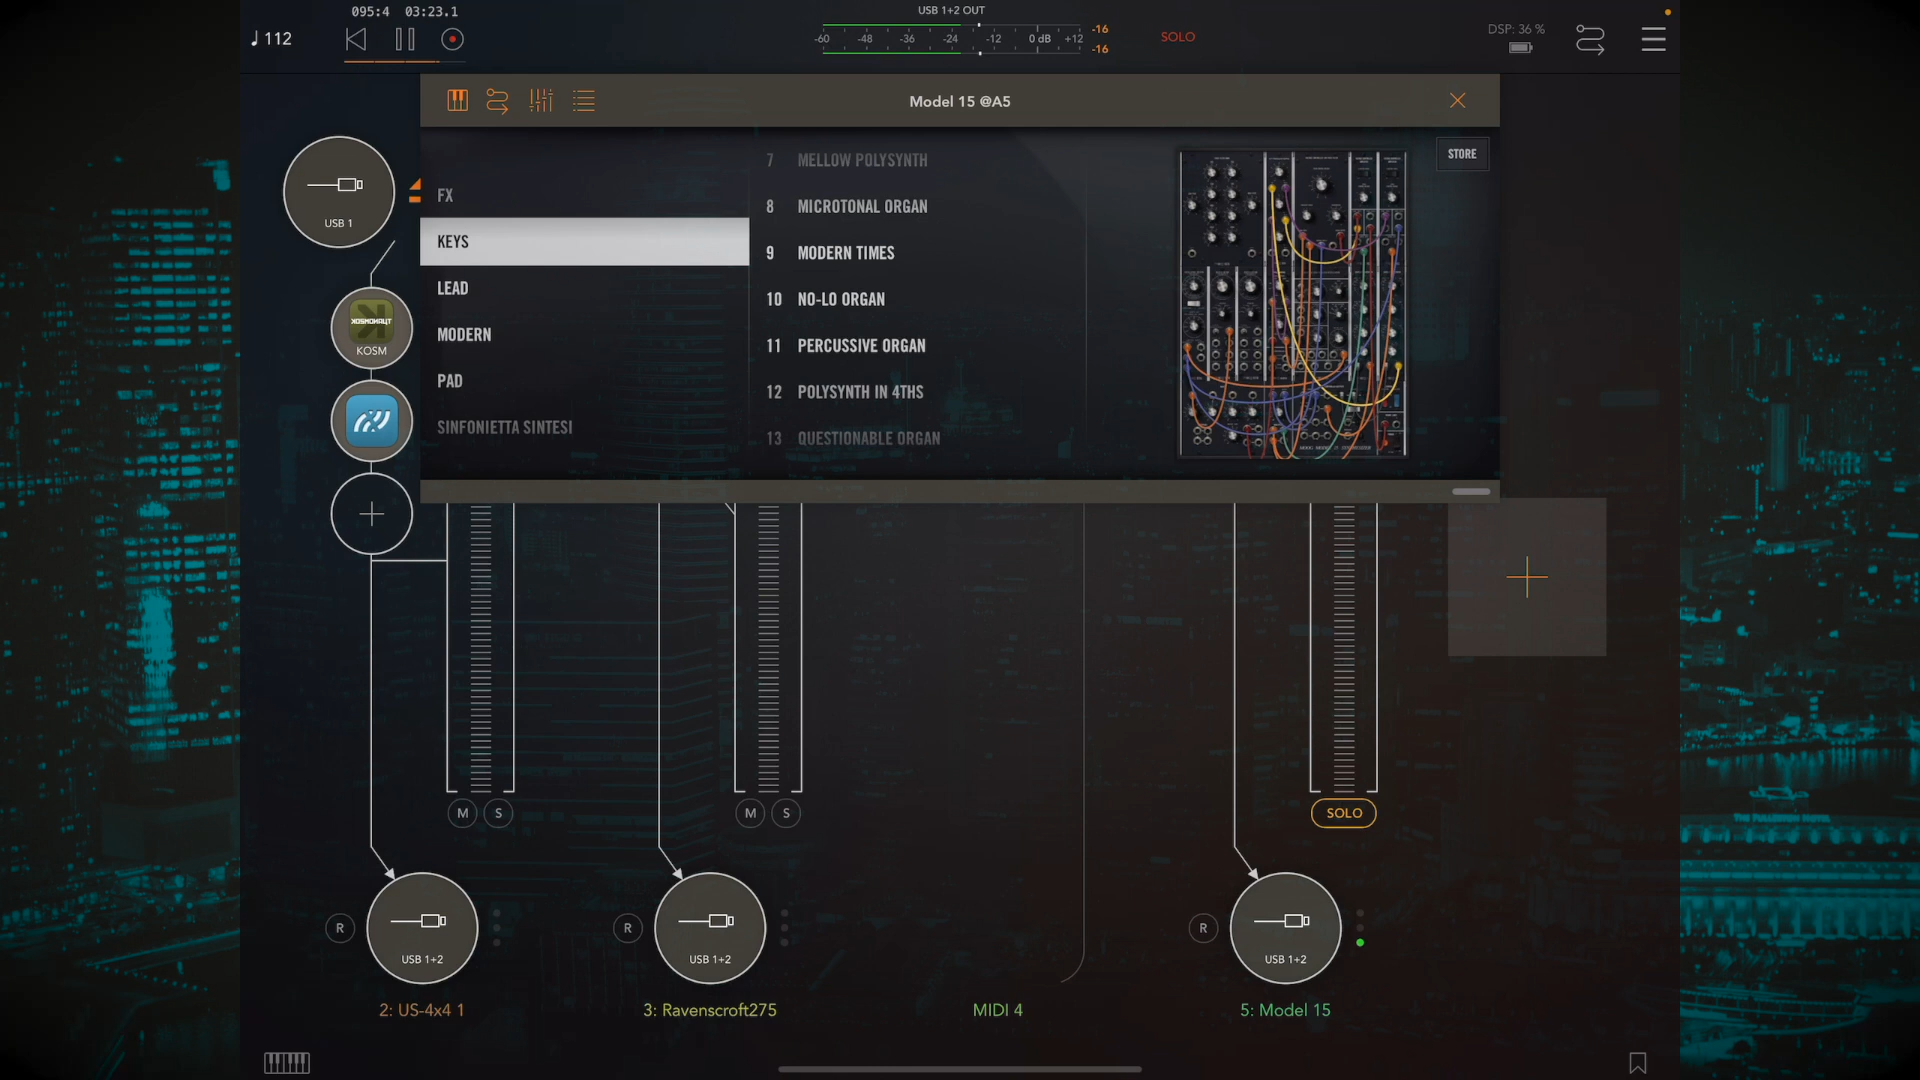 095:4 03:23.1
USB 1+2 OUT
♩ 112
-60 -48 -36 -24 -12 0 dB +12
-16
-16
SOLO
DSP: 36 %
Model 15 @A5
STORE
USB 1
KOSMONAUT
KOSM
FX
KEYS
LEAD
MODERN
PAD
SINFONIETTA SINTESI
7 MELLOW POLYSYNTH
8 MICROTONAL ORGAN
9 MODERN TIMES
10 NO-LO ORGAN
11 PERCUSSIVE ORGAN
12 POLYSYNTH IN 4THS
13 QUESTIONABLE ORGAN
M S
M S
SOLO
R
USB 1+2
R
USB 1+2
R
USB 1+2
2: US-4x4 1
3: Ravenscroft275
MIDI 4
5: Model 15
THE FULLERTON HOTEL